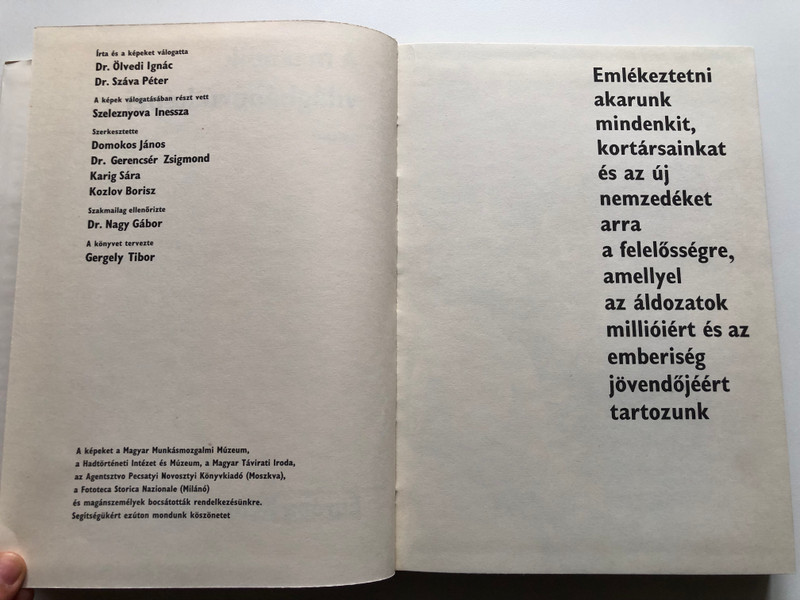 Írta és a képeket válogatta
Dr. Ölvedi Ignác
Dr. Száva Péter
A képek válogatásában részt vett
Szeleznyova Inessza
Szerkesztette
Domokos János
Dr. Gerencsér Zsigmond
Karig Sára
Kozlov Borisz
Szakmailag ellenőrizte
Dr. Nagy Gábor
A könyvet tervezte
Gergely Tibor
A képeket a Magyar Munkásmozgalmi Múzeum,
a Hadtörténeti Intézet és Múzeum, a Magyar Távirati Iroda,
az Agentsztvo Pecsatyi Novosztyi Könyvkiadó (Moszkva),
a Fototeca Storica Nazionale (Milánó)
és magánszemélyek bocsátották rendelkezésünkre.
Segítségükért ezúton mondunk köszönetet
Emlékeztetni
akarunk
mindenkit,
kortársainkat
és az új
nemzedéket
arra
a felelősségre,
amellyel
az áldozatok
millióiért és az
emberiség
jövendőjéért
tartozunk